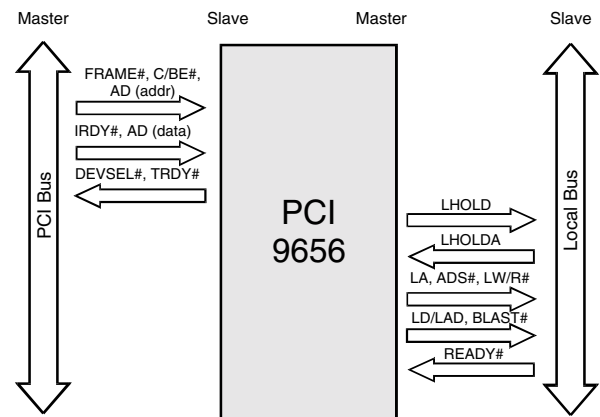 Master
Slave
Master
Slave
FRAME#, C/BE#,
AD (addr)
IRDY#, AD (data)
DEVSEL#, TRDY#
PCI Bus
PCI
9656
LHOLD
LHOLDA
LA, ADS#, LW/R#
LD/LAD, BLAST#
READY#
Local Bus